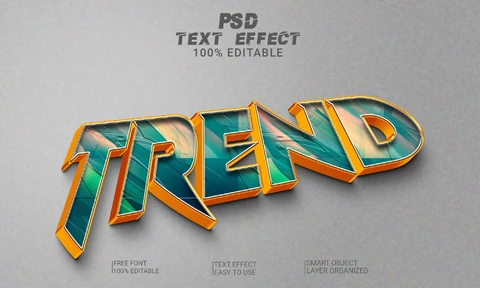 PSD
TEXT EFFECT
100% EDITABLE
TREND
FREE FONT
100% EDITABLE
TEXT EFFECT
EASY TO USE
SMART OBJECT
LAYER ORGANIZED